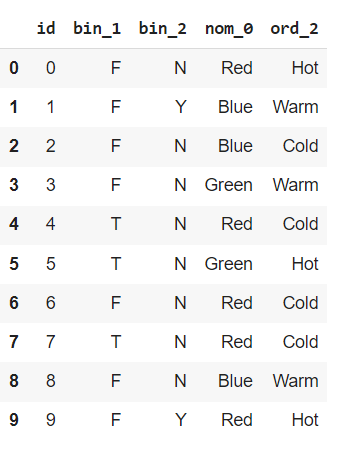 id bin_1 bin_2 nom_0 ord_2
0 0 F N Red Hot
1 1 F Y Blue Warm
2 2 F N Blue Cold
3 3 F N Green Warm
4 4 T N Red Cold
5 5 T N Green Hot
6 6 F N Red Cold
7 7 T N Red Cold
8 8 F N Blue Warm
9 9 F Y Red Hot